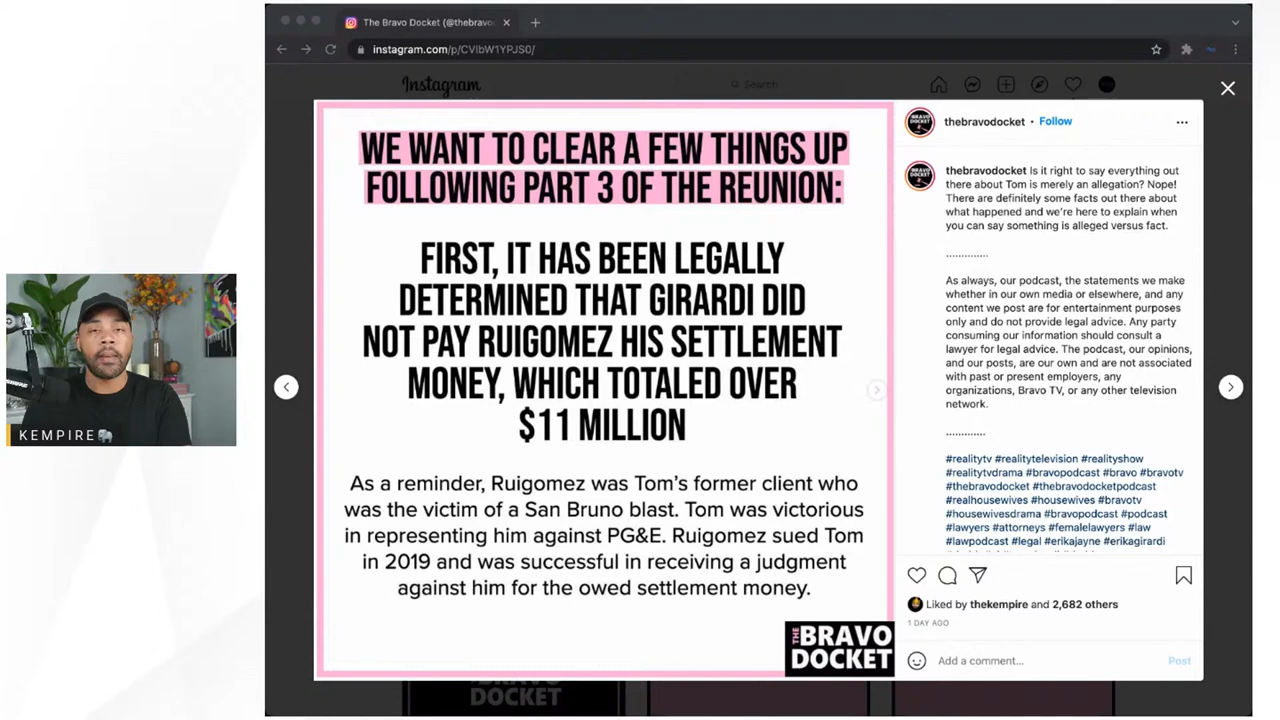 The Bravo Docket (@thebravodo
instagram.com/p/CVIbW1YPJS0/
Instagram
Search
WE WANT TO CLEAR A FEW THINGS UP
FOLLOWING PART 3 OF THE REUNION:
FIRST, IT HAS BEEN LEGALLY
DETERMINED THAT GIRARDI DID
NOT PAY RUIGOMEZ HIS SETTLEMENT
MONEY, WHICH TOTALED OVER
$11 MILLION
As a reminder, Ruigomez was Tom's former client who
was the victim of a San Bruno blast. Tom was victorious
in representing him against PG&E. Ruigomez sued Tom
in 2019 and was successful in receiving a judgment
against him for the owed settlement money.
THE BRAVO
DOCKET
thebravodocket • Follow
thebravodocket Is it right to say everything out
there about Tom is merely an allegation? Nope!
There are definitely some facts out there about
what happened and we're here to explain when
you can say something is alleged versus fact.
..............
As always, our podcast, the statements we make
whether in our own media or elsewhere, and any
content we post are for entertainment purposes
only and do not provide legal advice. Any party
consuming our information should consult a
lawyer for legal advice. The podcast, our opinions,
and our posts, are our own and are not associated
with past or present employers, any
organizations, Bravo TV, or any other television
network.
.............
#realitytv #realitytelevision #realityshow
#realitytvdrama #bravopodcast #bravo #bravotv
#thebravodocket #thebravodocketpodcast
#realhousewives #housewives #bravotv
#housewivesdrama #bravopodcast #podcast
#lawyers #attorneys #femalelawyers #law
#lawpodcast #legal #erikajayne #erikagirardi
Liked by thekempire and 2,682 others
1 DAY AGO
Add a comment...
Post
DOCKET
KEMPIRE